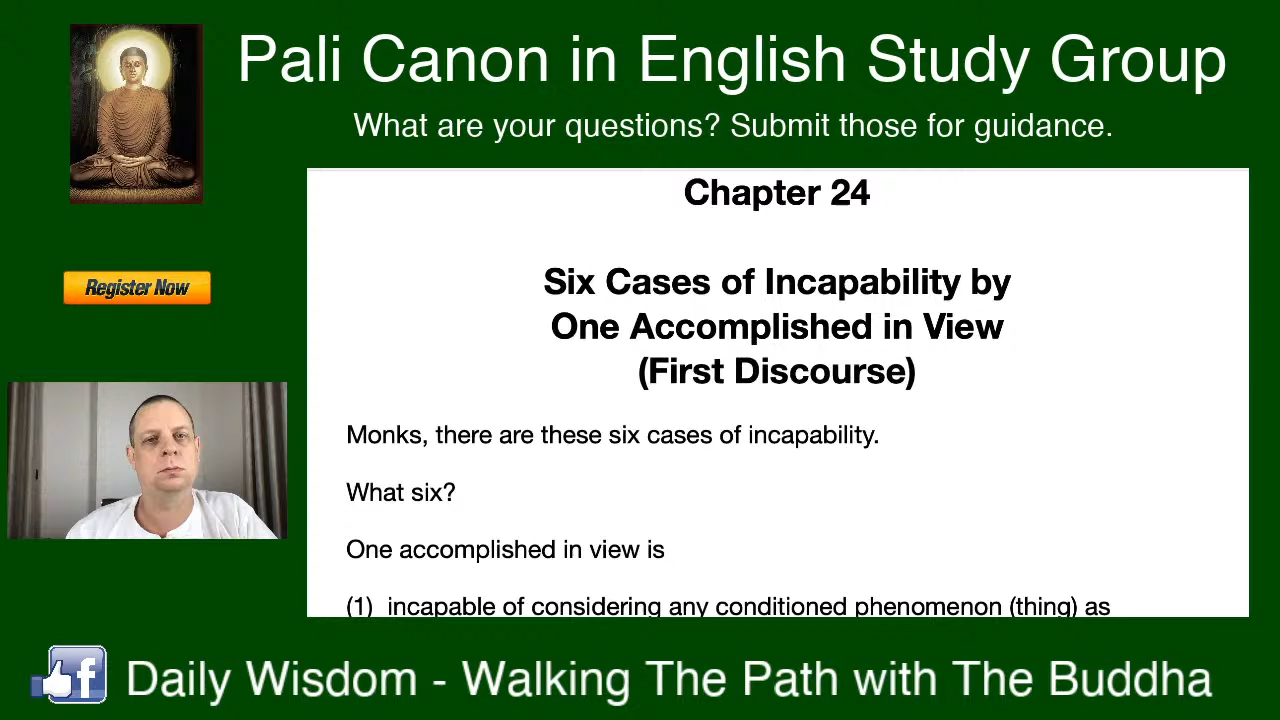 Pali Canon in English Study Group
What are your questions? Submit those for guidance.
Register Now
Chapter 24
Six Cases of Incapability by
One Accomplished in View
(First Discourse)
Monks, there are these six cases of incapability.
What six?
One accomplished in view is
(1) incapable of considering any conditioned phenomenon (thing) as
f
Daily Wisdom - Walking The Path with The Buddha